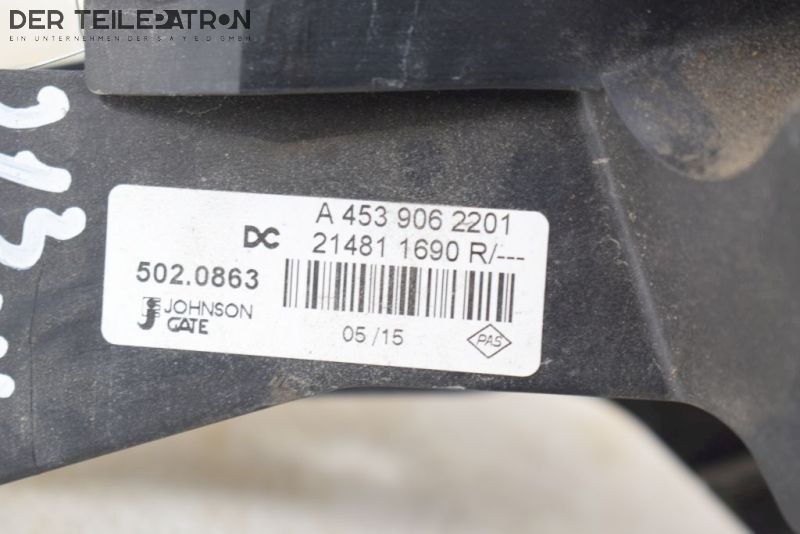 DER TEILEPATRON
EIN UNTERNEHMEN DER S A Y E D GMBH
A 453 906 2201
DC 21481 1690 R/---
502.0863
JOHNSON
GATE
05 /15
PAS